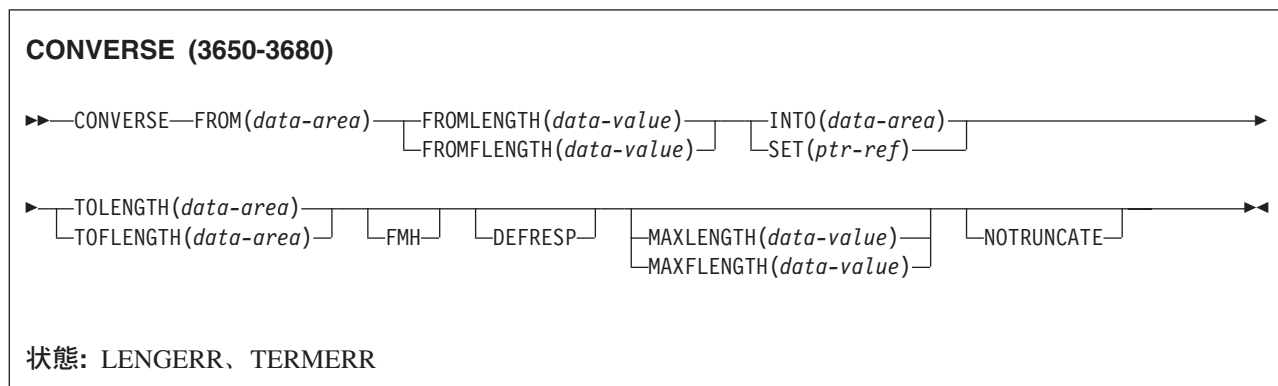 CONVERSE (3650-3680)
CONVERSE FROM(data-area) FROMLENGTH(data-value) INTO(data-area)
FROMFLENGTH(data-value) SET(ptr-ref)
TOLENGTH(data-area)
TOFLENGTH(data-area) FMH DEFRESP MAXLENGTH(data-value) NOTRUNCATE
MAXFLENGTH(data-value)
状態: LENGERR、TERMERR